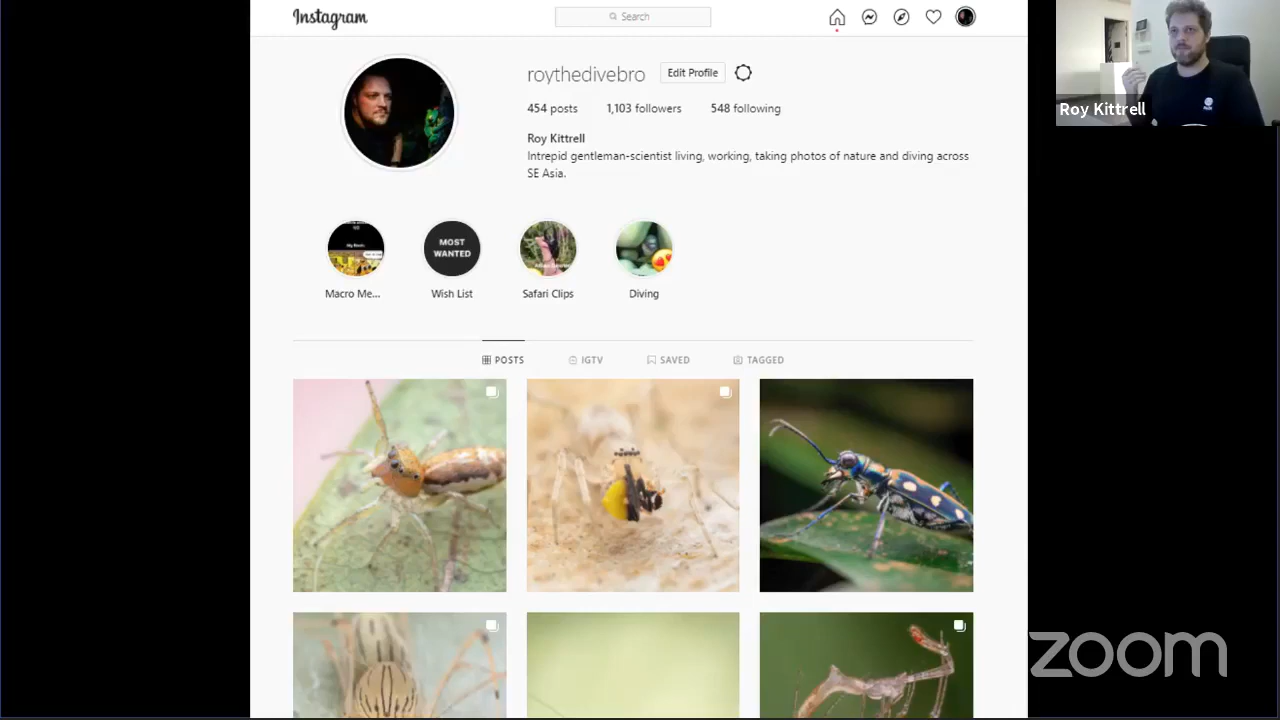 Instagram
Search
roythedivebro
Edit Profile
454 posts
1,103 followers
548 following
Roy Kittrell
Intrepid gentleman-scientist living, working, taking photos of nature and diving across
SE Asia.
MOST
WANTED
Macro Me...
Wish List
Safari Clips
Diving
POSTS
IGTV
SAVED
TAGGED
Roy Kittrell
zoom